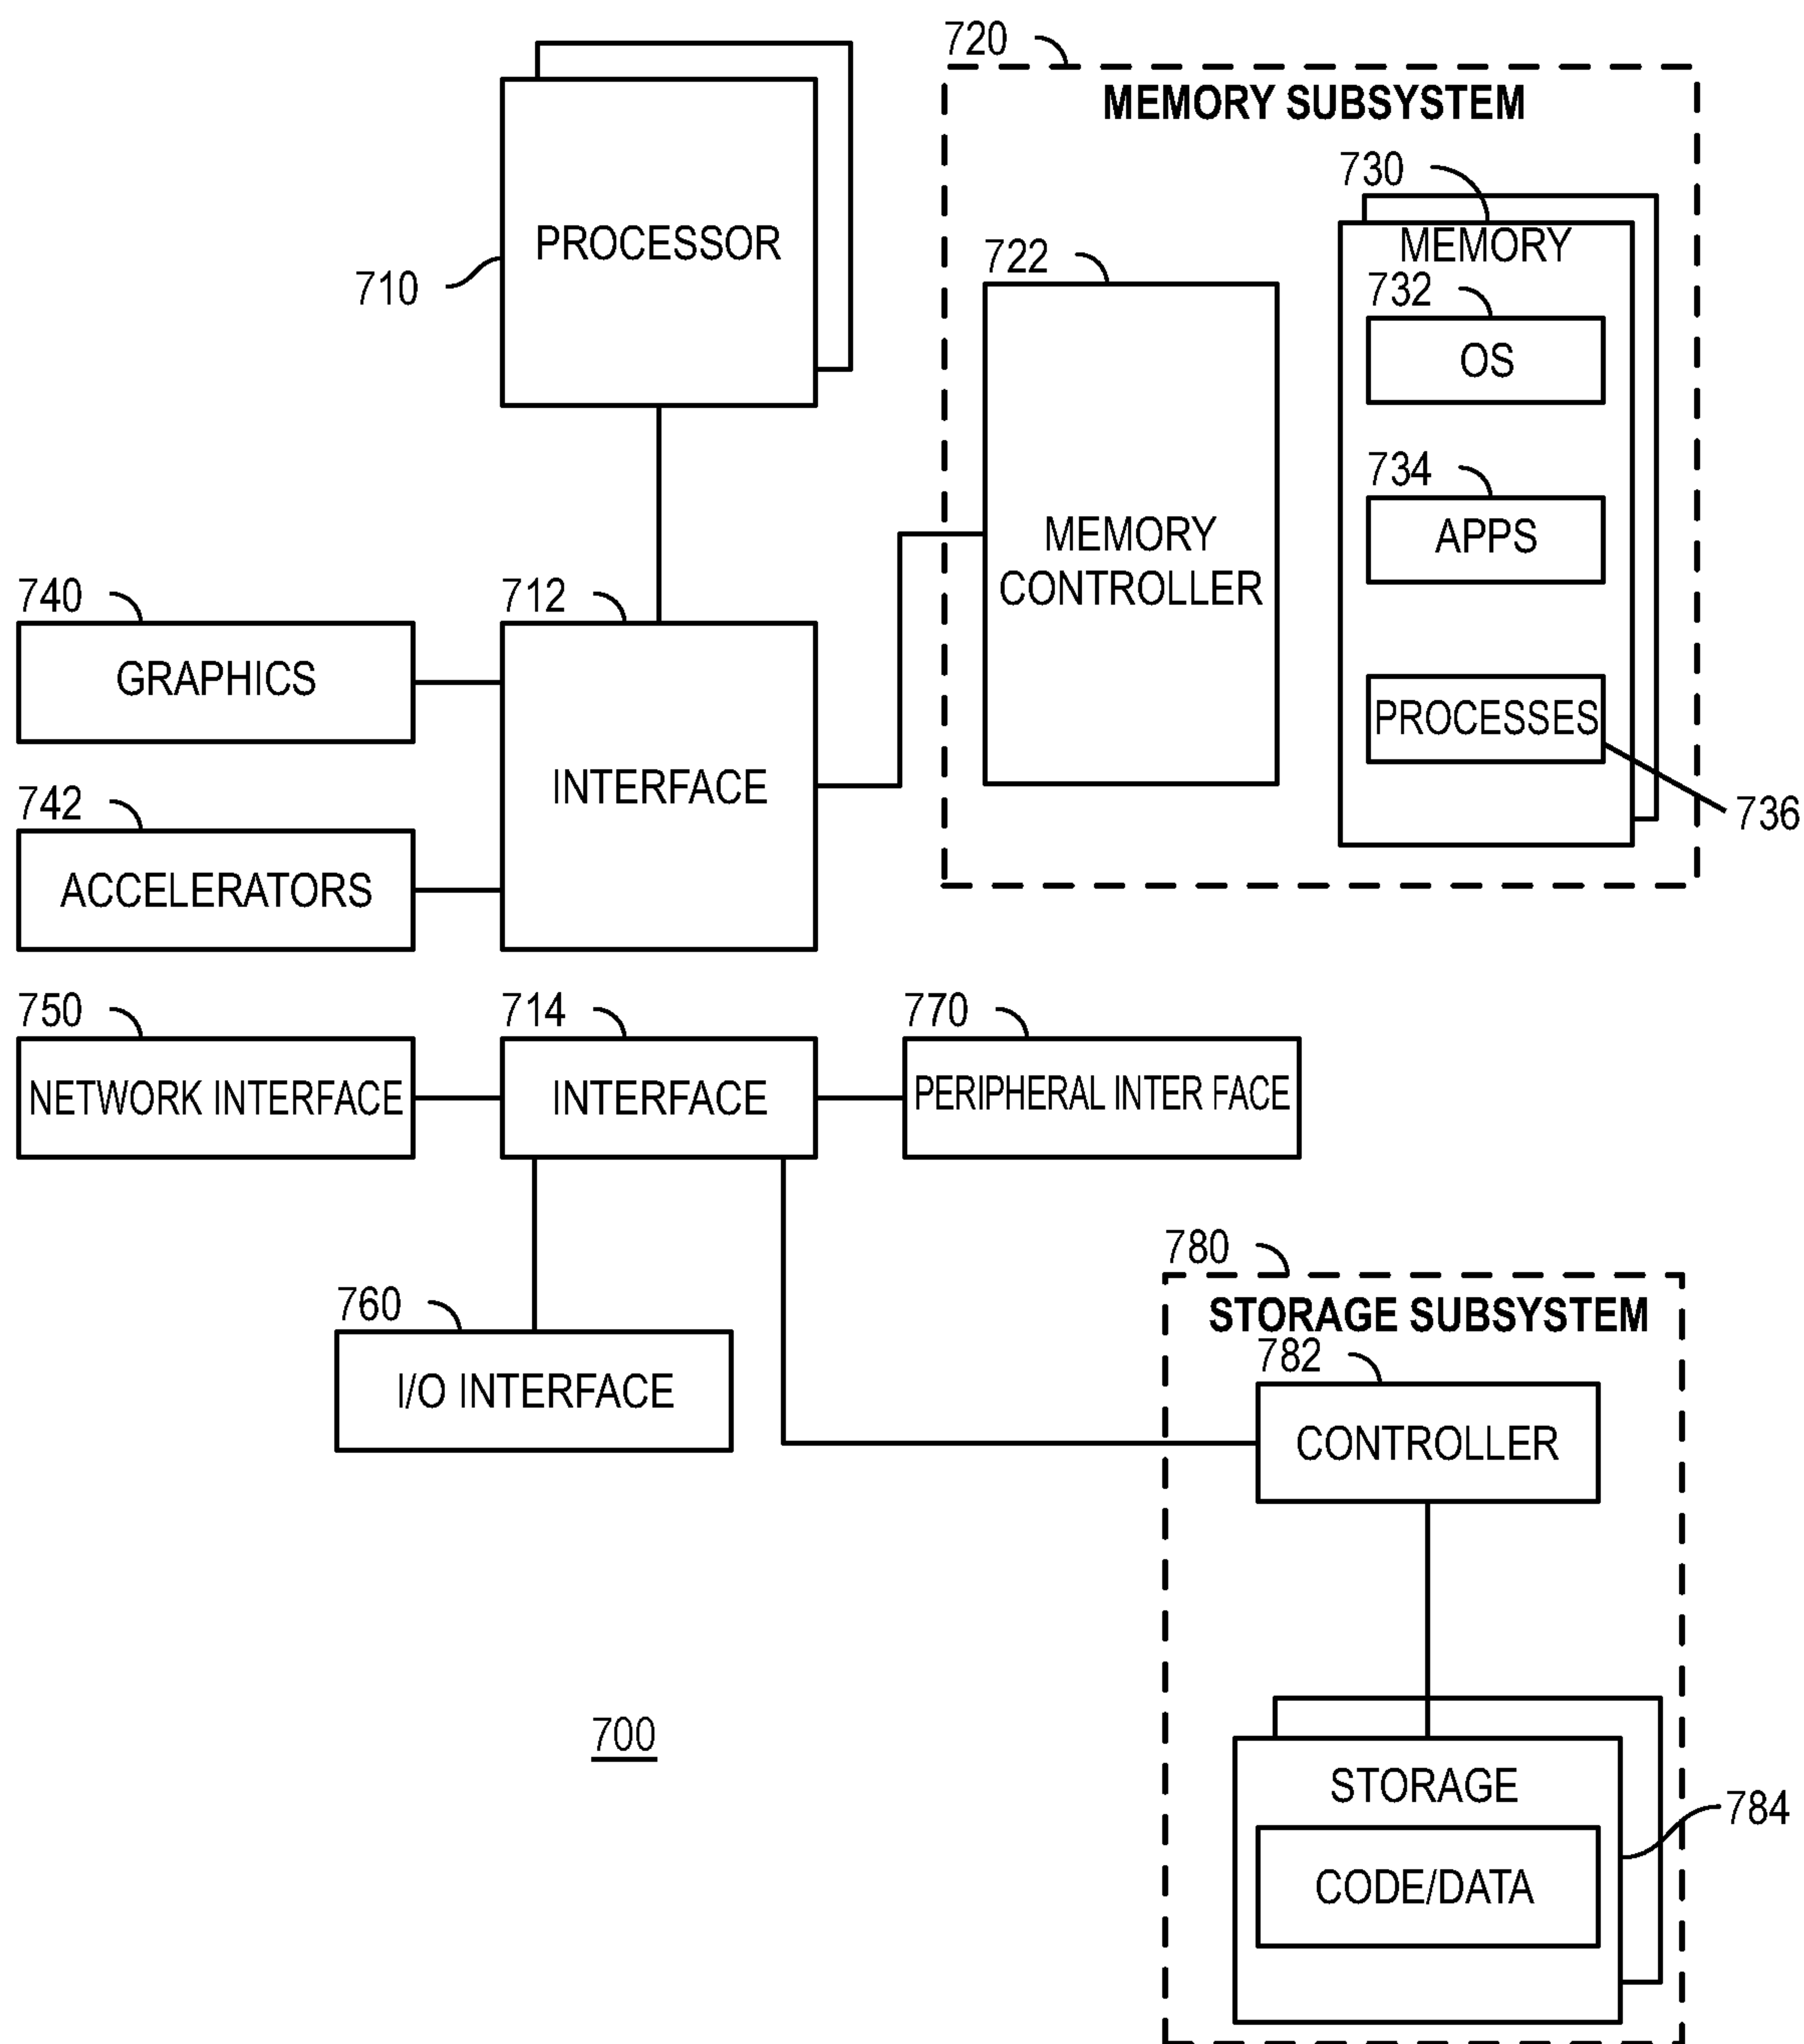 720
MEMORY SUBSYSTEM
730
MEMORY
PROCESSOR
710
722
732
OS
734
APPS
MEMORY
CONTROLLER
740
GRAPHICS
712
INTERFACE
PROCESSES
736
742
ACCELERATORS
750
NETWORK INTERFACE
714
INTERFACE
770
PERIPHERAL INTER FACE
780
STORAGE SUBSYSTEM
760
I/O INTERFACE
782
CONTROLLER
700
STORAGE
784
CODE/DATA